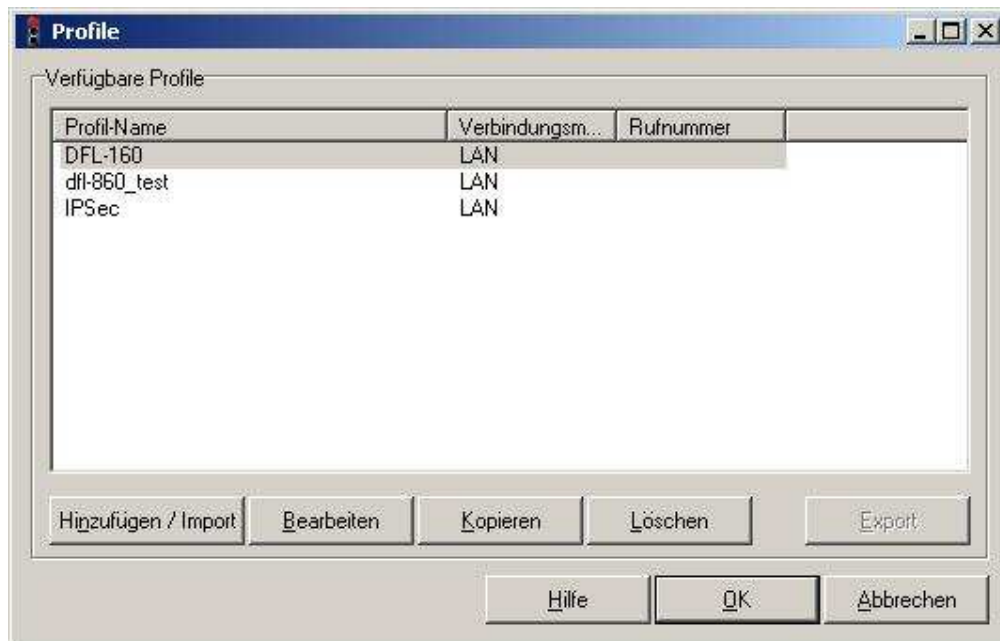 Profile
Verfügbare Profile
Profil-Name Verbindungsm... Rufnummer
DFL-160 LAN
dfl-860_test LAN
IPSec LAN
Hinzufügen / Import Bearbeiten Kopieren Löschen Export
Hilfe OK Abbrechen